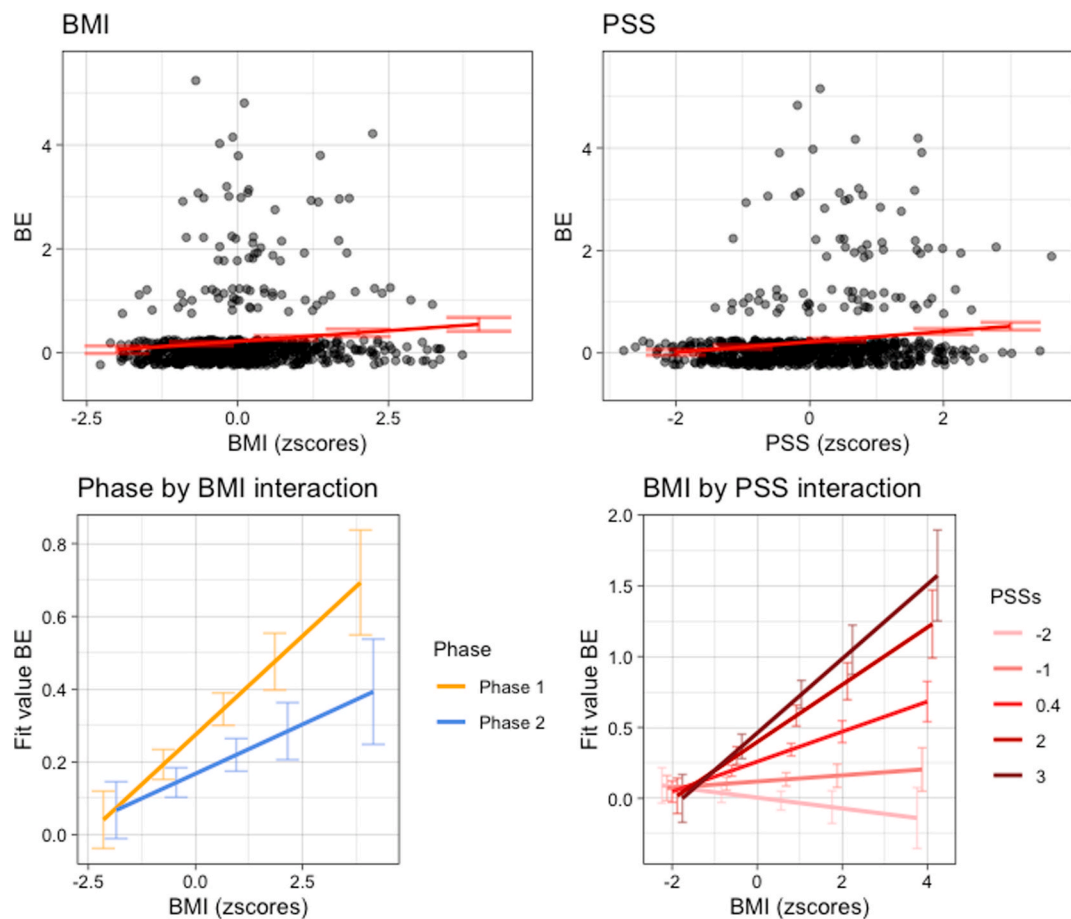 BMI
BE
4
2
0
-2.5
0.0
2.5
BMI (zscores)
PSS
BE
4
2
0
-2
0
2
PSS (zscores)
Phase by BMI interaction
Fit value BE
0.8
0.6
0.4
0.2
0.0
-2.5
0.0
2.5
BMI (zscores)
Phase
Phase 1
Phase 2
BMI by PSS interaction
Fit value BE
2.0
1.5
1.0
0.5
0.0
-2
0
2
4
BMI (zscores)
PSSs
-2
-1
0.4
2
3